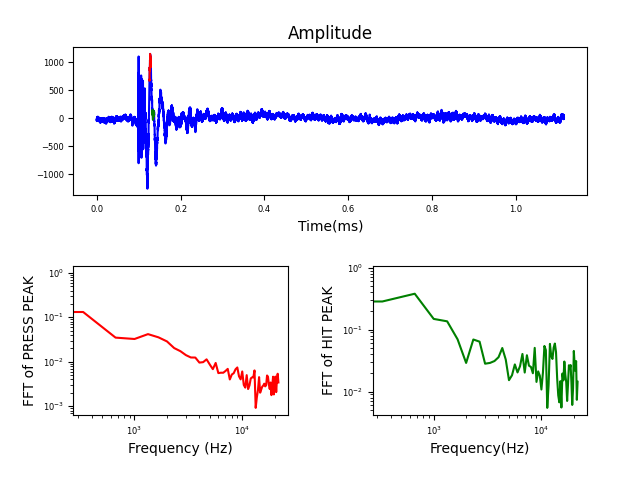 Amplitude
1000
500
0
−500
−1000
0.0 0.2 0.4 0.6 0.8 1.0
Time(ms)
FFT of PRESS PEAK
10⁰
10⁻¹
10⁻²
10⁻³
10³ 10⁴
Frequency (Hz)
FFT of HIT PEAK
10⁰
10⁻¹
10⁻²
10³ 10⁴
Frequency(Hz)